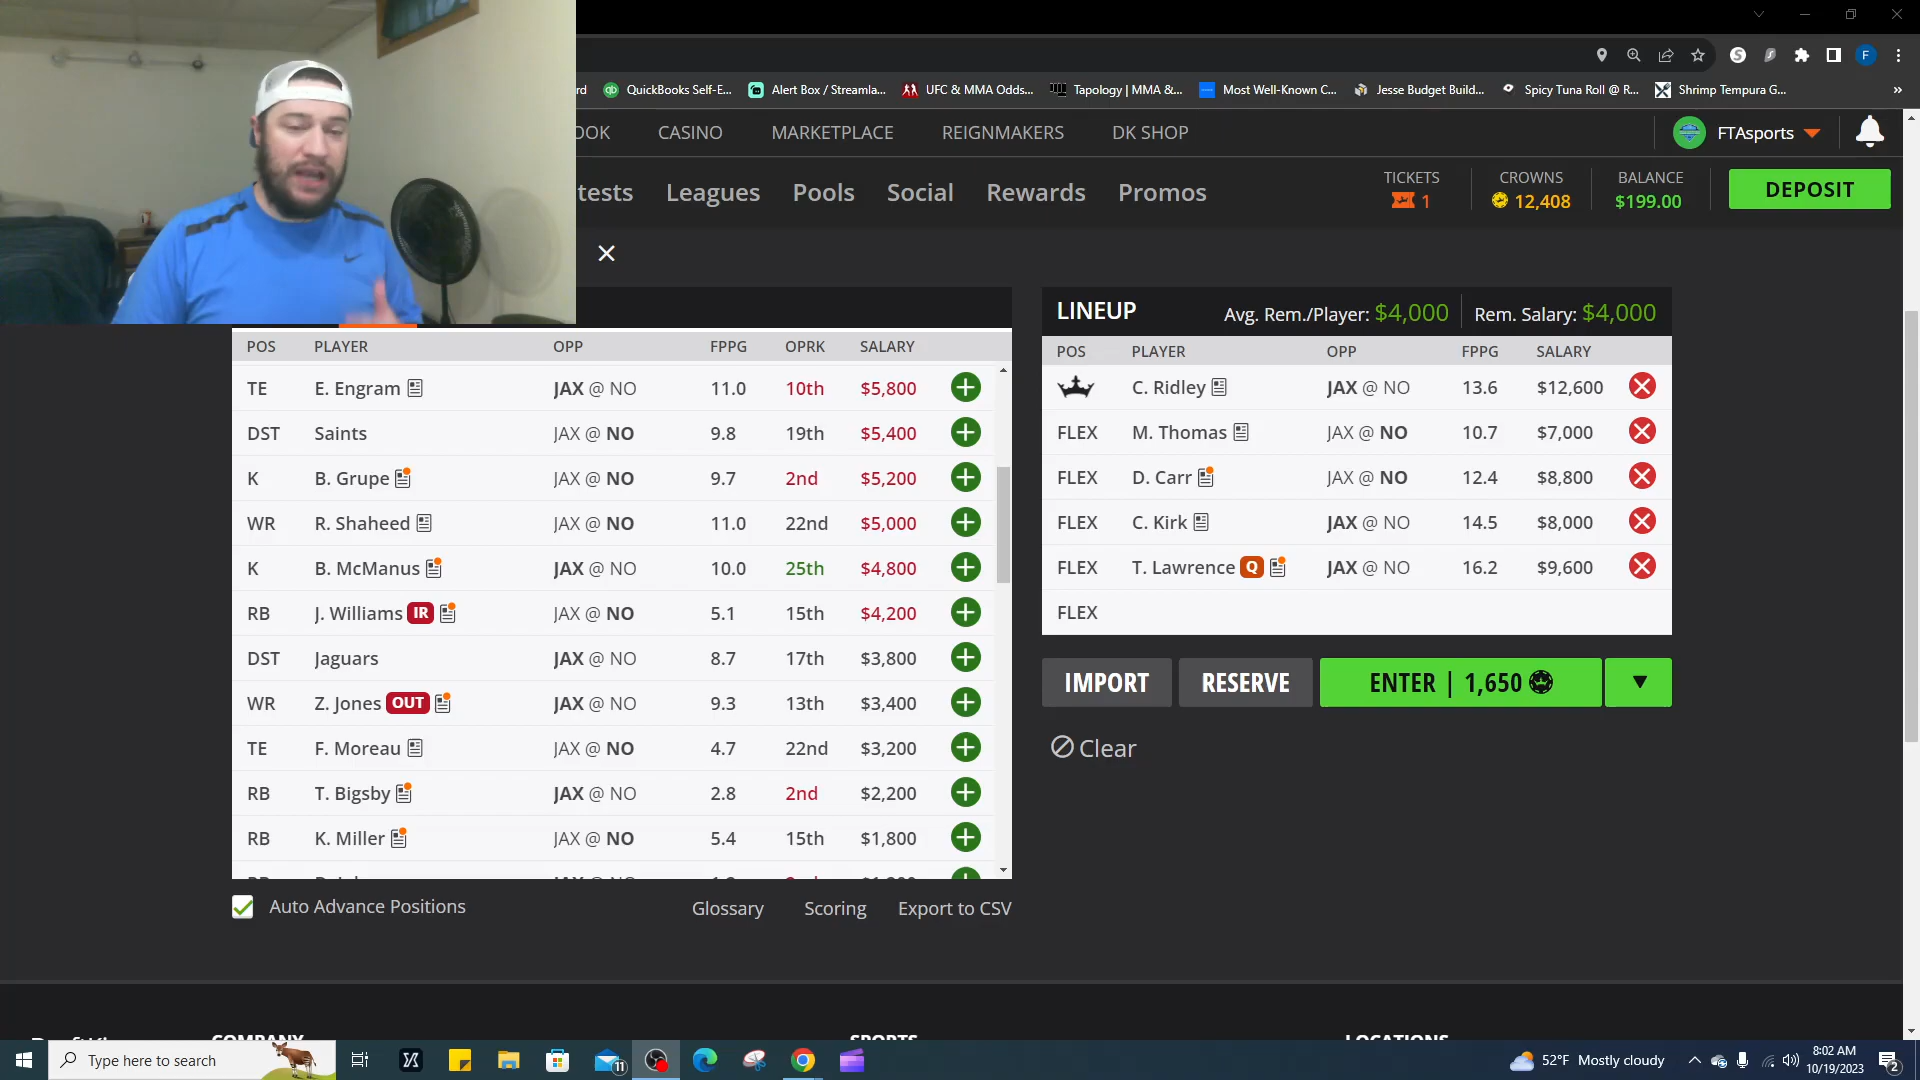 rd QuickBooks Self-E... Alert Box / Streamla... UFC & MMA Odds... Tapology | MMA &... Most Well-Known C... Jesse Budget Build... Spicy Tuna Roll @ R... Shrimp Tempura G... »
OOK CASINO MARKETPLACE REIGNMAKERS DK SHOP FTAsports
tests Leagues Pools Social Rewards Promos
TICKETS CROWNS BALANCE DEPOSIT
1 12,408 $199.00
LINEUP Avg. Rem./Player: $4,000 Rem. Salary: $4,000
POS PLAYER OPP FPPG OPRK SALARY
TE E. Engram JAX @ NO 11.0 10th $5,800
DST Saints JAX @ NO 9.8 19th $5,400
K B. Grupe JAX @ NO 9.7 2nd $5,200
WR R. Shaheed JAX @ NO 11.0 22nd $5,000
K B. McManus JAX @ NO 10.0 25th $4,800
RB J. Williams IR JAX @ NO 5.1 15th $4,200
DST Jaguars JAX @ NO 8.7 17th $3,800
WR Z. Jones OUT JAX @ NO 9.3 13th $3,400
TE F. Moreau JAX @ NO 4.7 22nd $3,200
RB T. Bigsby JAX @ NO 2.8 2nd $2,200
RB K. Miller JAX @ NO 5.4 15th $1,800
POS PLAYER OPP FPPG SALARY
C. Ridley JAX @ NO 13.6 $12,600
FLEX M. Thomas JAX @ NO 10.7 $7,000
FLEX D. Carr JAX @ NO 12.4 $8,800
FLEX C. Kirk JAX @ NO 14.5 $8,000
FLEX T. Lawrence Q JAX @ NO 16.2 $9,600
FLEX
IMPORT RESERVE ENTER | 1,650
Clear
Auto Advance Positions Glossary Scoring Export to CSV
COMPANY SPORTS LOCATIONS
Type here to search 11 52°F Mostly cloudy 8:02 AM
10/19/2023 2